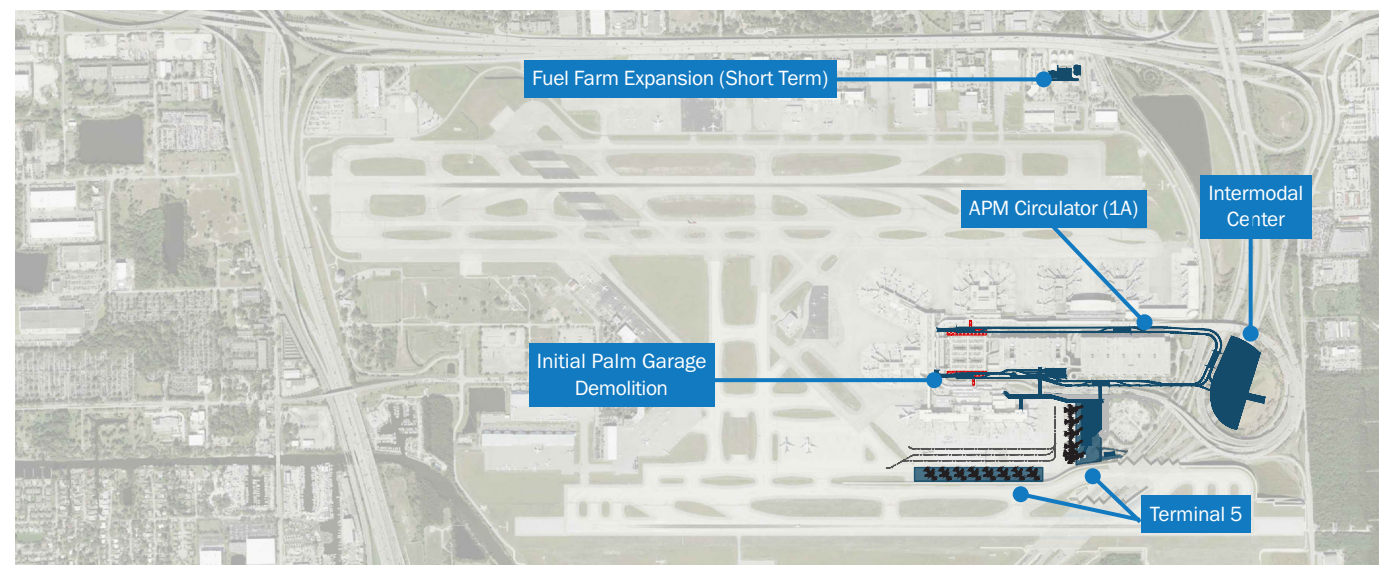 Fuel Farm Expansion (Short Term)
APM Circulator (1A)
Intermodal
Center
Initial Palm Garage
Demolition
Terminal 5